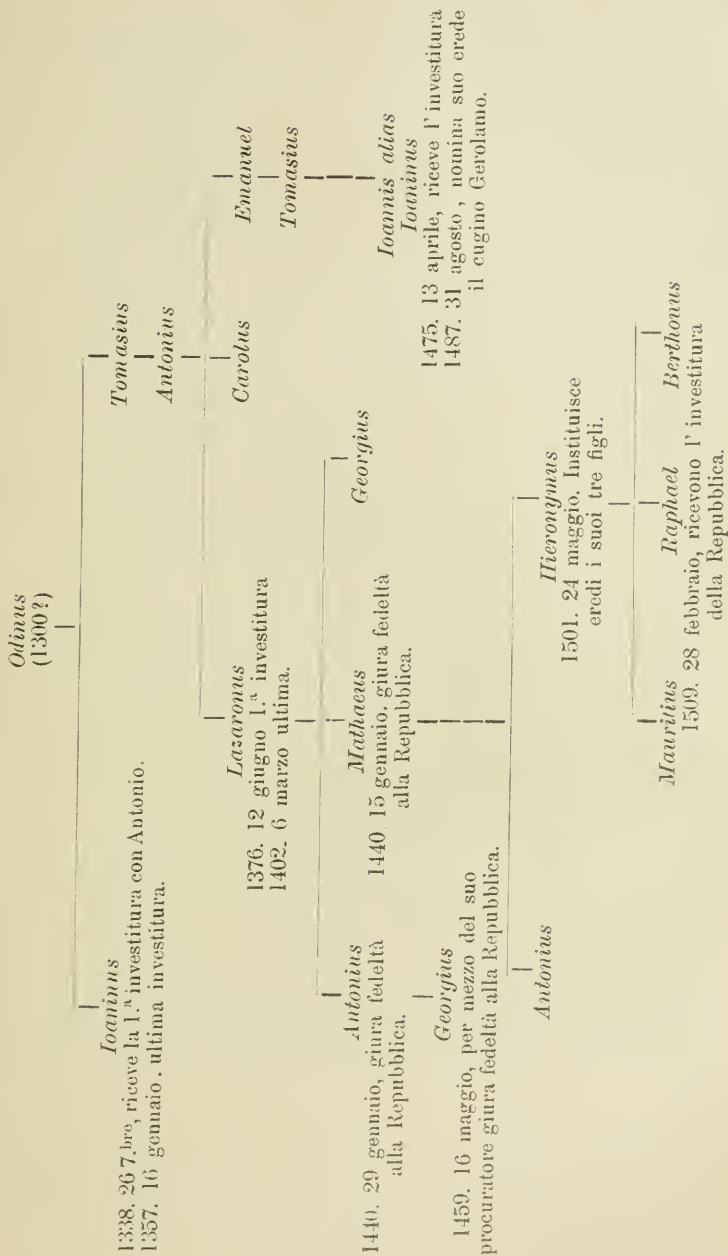 Odinus
(1300?)
Ioaninus
1338. 26 7.bre, riceve la 1.ª investitura con Antonio.
1357. 16 gennaio. ultima investitura.
Tomasius
Antonius
Lazaronus
1376. 12 giugno 1.ª investitura
1402. 6 marzo ultima.
Carolus
Emanuel
Tomasius
Antonius
1440. 29 gennaio, giura fedeltà
alla Repubblica.
Mathaeus
1440 15 gennaio. giura fedeltà
alla Repubblica.
Georgius
Ioannis alias
Ioaninus
1475. 13 aprile, riceve l' investitura
1487. 31 agosto, nomina suo erede
il cugino Gerolamo.
Georgius
1459. 16 maggio, per mezzo del suo
procuratore giura fedeltà alla Repubblica.
Antonius
Hieronymus
1501. 24 maggio. Instituisce
eredi i suoi tre figli.
Mauritius Raphael Berthonus
1509. 28 febbraio, ricevono l' investitura
della Repubblica.